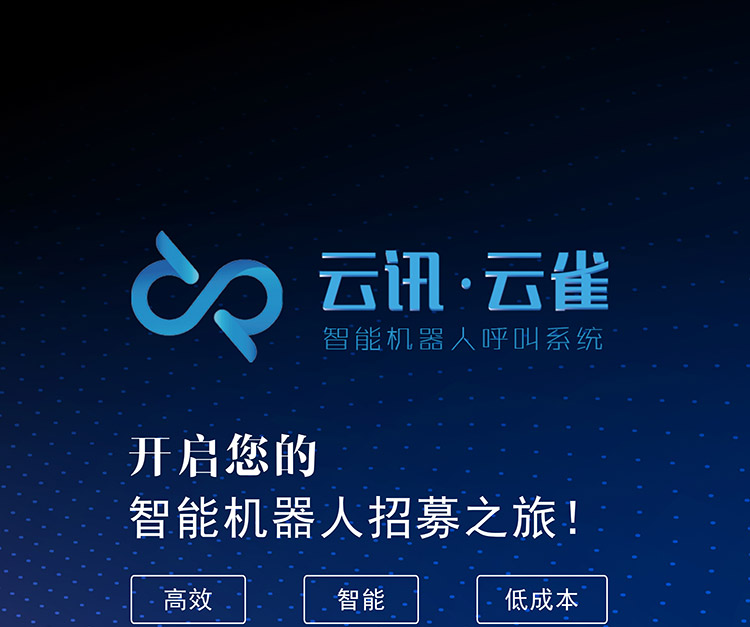 云讯·云雀
智能机器人呼叫系统
开启您的
智能机器人招募之旅！
高效 智能 低成本